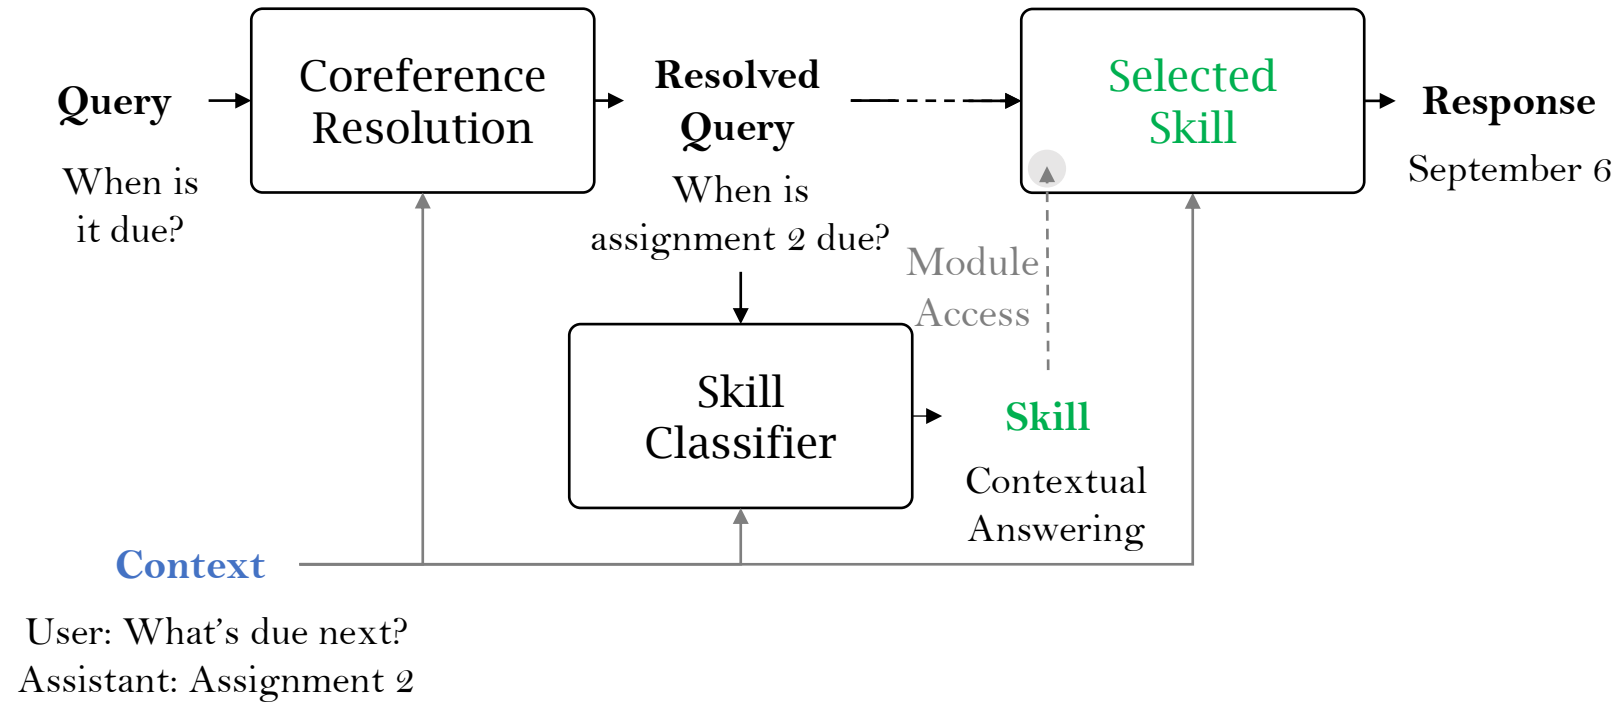 Query
When is
it due?
Coreference
Resolution
Resolved
Query
When is
assignment 2 due?
Selected
Skill
Response
September 6
Module
Access
Skill
Classifier
Skill
Contextual
Answering
Context
User: What’s due next?
Assistant: Assignment 2